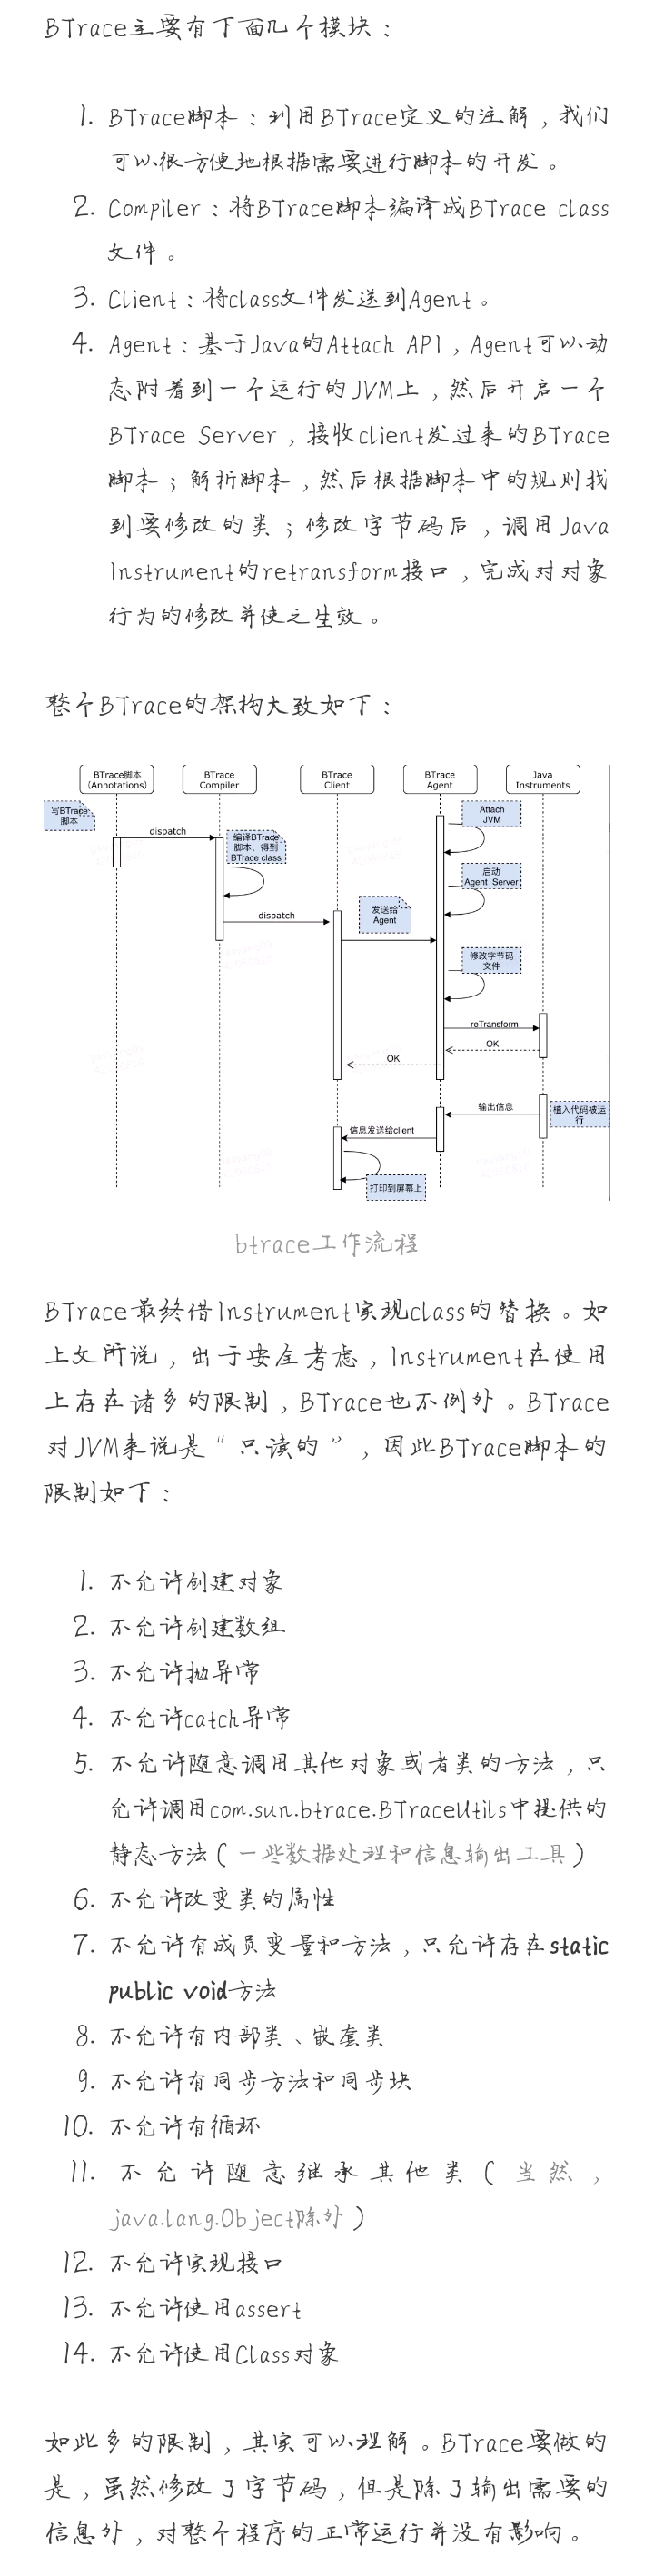 BTrace主要有下面几个模块：
1. BTrace脚本：利用BTrace定义的注解，我们
可以很方便地根据需要进行脚本的开发。
2. Compiler：将BTrace脚本编译成BTrace class
文件。
3. Client：将class文件发送到Agent。
4. Agent：基于Java的Attach API，Agent可以动
态附着到一个运行的JVM上，然后开启一个
BTrace Server，接收client发过来的BTrace
脚本；解析脚本，然后根据脚本中的规则找
到要修改的类；修改字节码后，调用Java
Instrument的retransform接口，完成对对象
行为的修改并使之生效。
整个BTrace的架构大致如下：
BTrace脚本
(Annotations)
BTrace
Compiler
BTrace
Client
BTrace
Agent
Java
Instruments
写BTrace
脚本
dispatch
编译BTrace
脚本，得到
BTrace class
dispatch
发送给
Agent
Attach
JVM
启动
Agent Server
修改字节码
文件
reTransform
OK
OK
输出信息
植入代码被运
行
信息发送给client
打印到屏幕上
btrace工作流程
BTrace最终借Instrument实现class的替换。如
上文所说，出于安全考虑，Instrument在使用
上存在诸多的限制，BTrace也不例外。BTrace
对JVM来说是“只读的”，因此BTrace脚本的
限制如下：
1. 不允许创建对象
2. 不允许创建数组
3. 不允许抛异常
4. 不允许catch异常
5. 不允许随意调用其他对象或者类的方法，只
允许调用com.sun.btrace.BTraceUtils中提供的
静态方法（一些数据处理和信息输出工具）
6. 不允许改变类的属性
7. 不允许有成员变量和方法，只允许存在static
public void方法
8. 不允许有内部类、嵌套类
9. 不允许有同步方法和同步块
10. 不允许有循环
11. 不允许随意继承其他类（当然，
java.lang.Object除外）
12. 不允许实现接口
13. 不允许使用assert
14. 不允许使用Class对象
如此多的限制，其实可以理解。BTrace要做的
是，虽然修改了字节码，但是除了输出需要的
信息外，对整个程序的正常运行并没有影响。